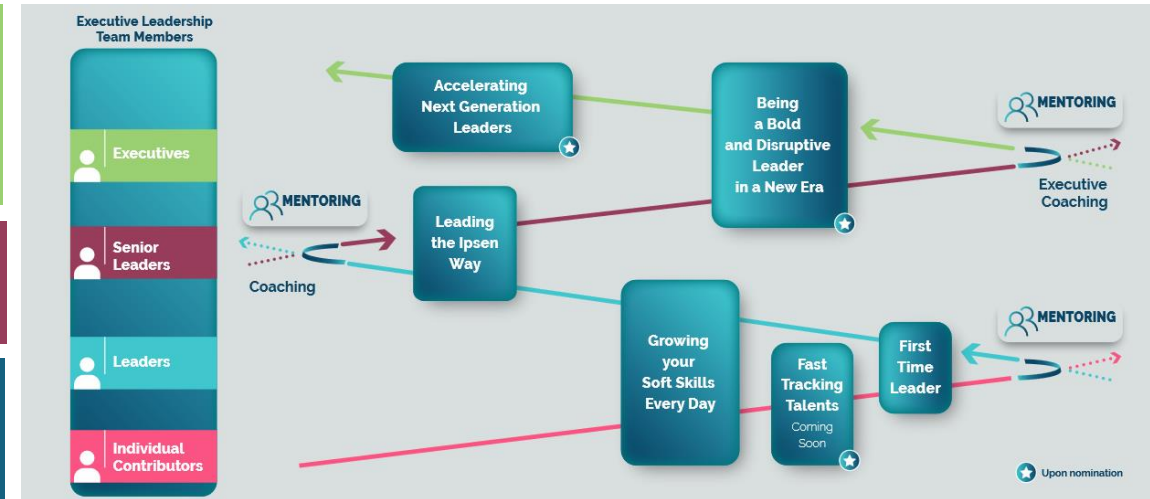 Executive Leadership
Team Members
Executives
Senior
Leaders
Leaders
Individual
Contributors
Accelerating
Next Generation
Leaders
Being
a Bold
and Disruptive
Leader
in a New Era
MENTORING
Executive
Coaching
MENTORING
Coaching
Leading
the Ipsen
Way
Growing
your
Soft Skills
Every Day
Fast
Tracking
Talents
Coming
Soon
First
Time
Leader
MENTORING
Upon nomination